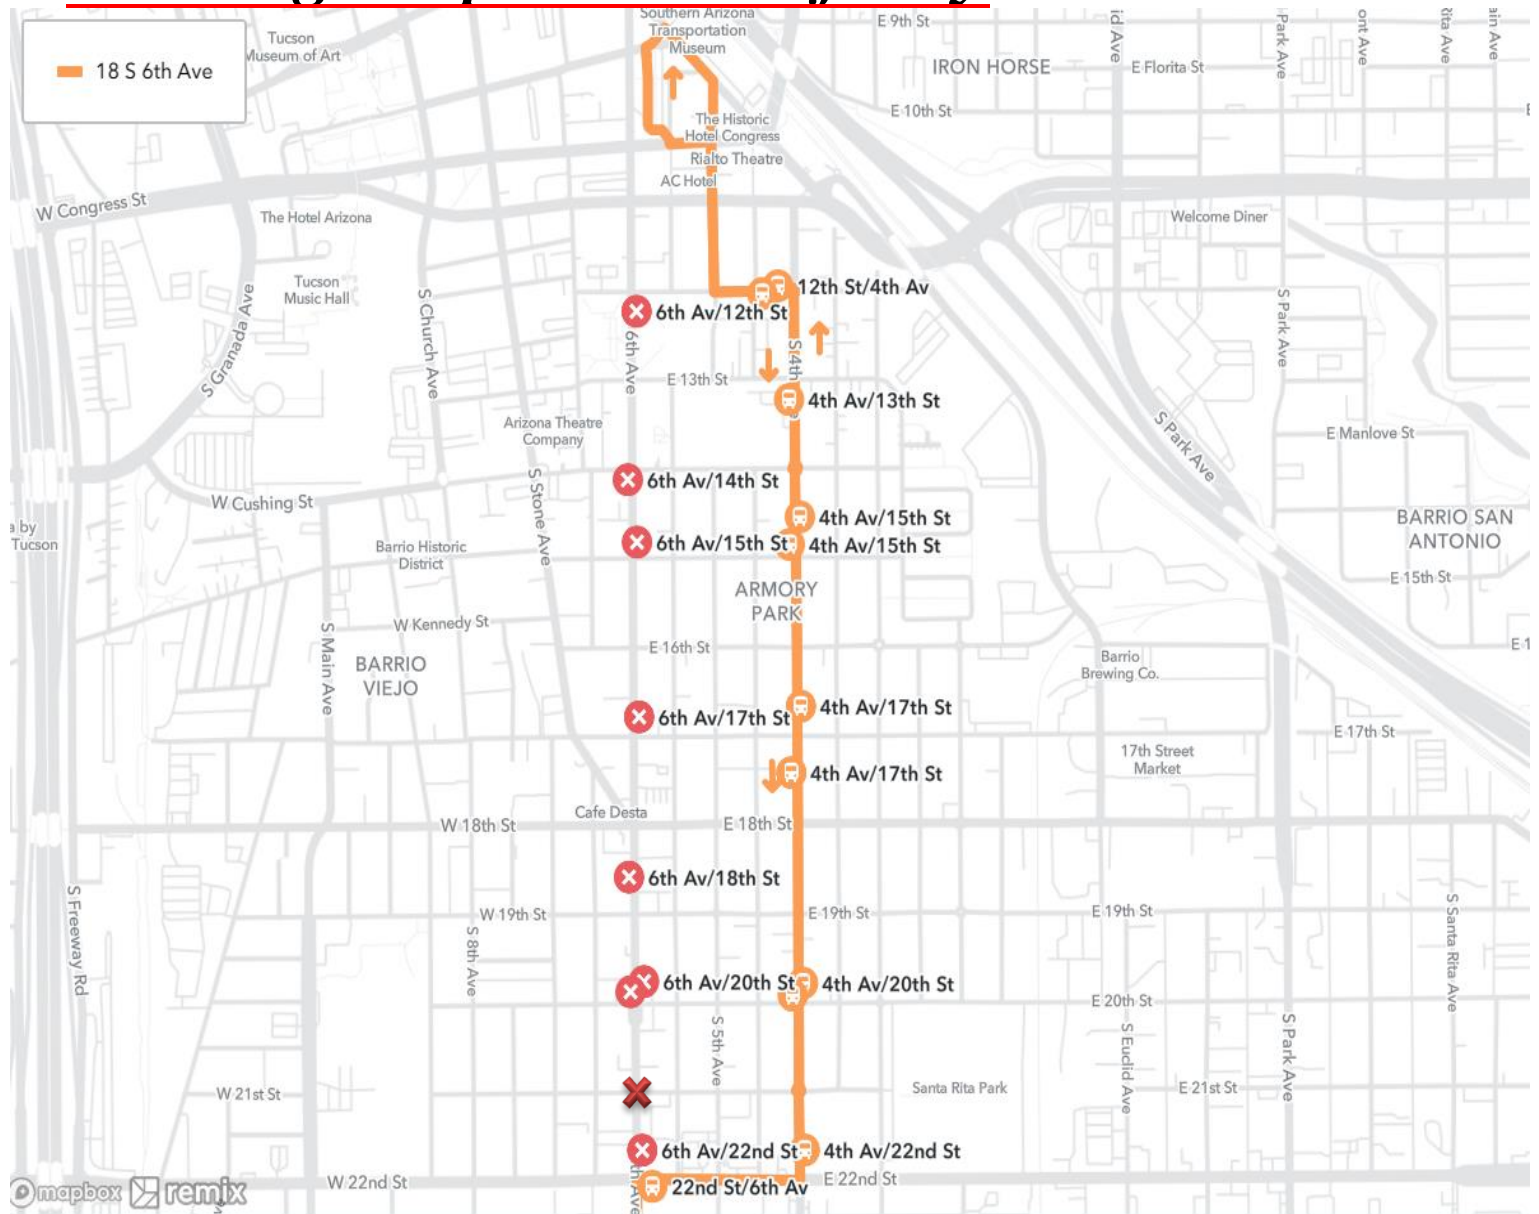 Southern Arizona
Transportation
Museum
E 9th St
Tucson
Museum of Art
18 S 6th Ave
IRON HORSE
E Florita St
Park Ave
E 10th St
The Historic
Hotel Congress
Rialto Theatre
AC Hotel
W Congress St
The Hotel Arizona
Welcome Diner
Tucson
Music Hall
12th St/4th Av
6th Av/12th St
S Granada Ave
S Church Ave
6th Ave
S 4th
S Park Ave
E 13th St
4th Av/13th St
Arizona Theatre
Company
S Park Ave
E Manlove St
6th Av/14th St
W Cushing St
S Stone Ave
4th Av/15th St
BARRIO SAN
ANTONIO
a by
Tucson
6th Av/15th St
4th Av/15th St
Barrio Historic
District
E 15th St
ARMORY
PARK
W Kennedy St
S Main Ave
E 16th St
BARRIO
VIEJO
Barrio
Brewing Co.
6th Av/17th St
4th Av/17th St
E 17th St
17th Street
Market
4th Av/17th St
Cafe Desta
W 18th St
E 18th St
6th Av/18th St
S Freeway Rd
W 19th St
E 19th St
E 19th St
S Santa Rita Ave
S 8th Ave
6th Av/20th St
4th Av/20th St
E 20th St
S 5th Ave
S Euclid Ave
S Park Ave
W 21st St
Santa Rita Park
E 21st St
6th Av/22nd St
4th Av/22nd St
W 22nd St
22nd St/6th Av
E 22nd St
mapbox
remix